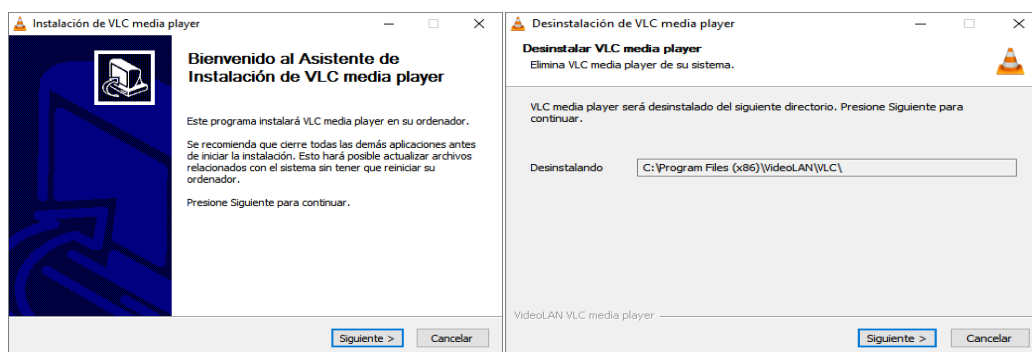 Instalación de VLC media player
Bienvenido al Asistente de
Instalación de VLC media player
Este programa instalará VLC media player en su ordenador.
Se recomienda que cierre todas las demás aplicaciones antes
de iniciar la instalación. Esto hará posible actualizar archivos
relacionados con el sistema sin tener que reiniciar su
ordenador.
Presione Siguiente para continuar.
Siguiente >
Cancelar
Desinstalación de VLC media player
Desinstalar VLC media player
Elimina VLC media player de su sistema.
VLC media player será desinstalado del siguiente directorio. Presione Siguiente para
continuar.
Desinstalando
C:\Program Files (x86)\VideoLAN\VLC\
VideoLAN VLC media player
Siguiente >
Cancelar